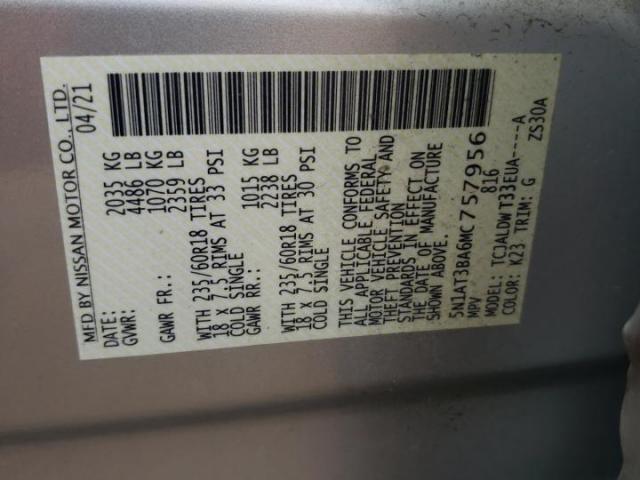 MFD BY NISSAN MOTOR CO., LTD.
DATE: 04/21
GVWR: 2035 KG
4486 LB
GAWR FR.: 1070 KG
2359 LB
WITH 235/60R18 TIRES
18 X 7.5 RIMS AT 33 PSI
COLD SINGLE
GAWR RR.: 1015 KG
2238 LB
WITH 235/60R18 TIRES
18 X 7.5 RIMS AT 30 PSI
COLD SINGLE
THIS VEHICLE CONFORMS TO
ALL APPLICABLE FEDERAL
MOTOR VEHICLE SAFETY AND
THEFT PREVENTION
STANDARDS IN EFFECT ON
THE DATE OF MANUFACTURE
SHOWN ABOVE.
5N1AT3BA6MC757956
MPV 816
MODEL: TCJALDWT33EUA----A
COLOR: K23 TRIM: G ZS30A